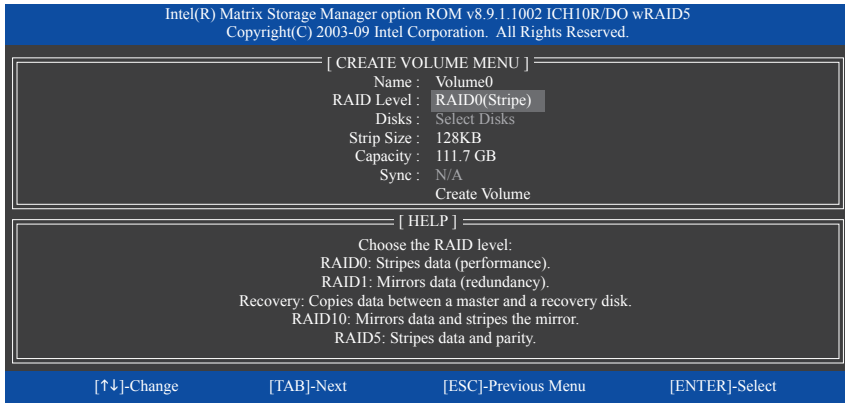 Intel(R) Matrix Storage Manager option ROM v8.9.1.1002 ICH10R/DO wRAID5
Copyright(C) 2003-09 Intel Corporation. All Rights Reserved.
[ CREATE VOLUME MENU ]
Name : Volume0
RAID Level : RAID0(Stripe)
Disks : Select Disks
Strip Size : 128KB
Capacity : 111.7 GB
Sync : N/A
Create Volume
[ HELP ]
Choose the RAID level:
RAID0: Stripes data (performance).
RAID1: Mirrors data (redundancy).
Recovery: Copies data between a master and a recovery disk.
RAID10: Mirrors data and stripes the mirror.
RAID5: Stripes data and parity.
[↑↓]-Change [TAB]-Next [ESC]-Previous Menu [ENTER]-Select